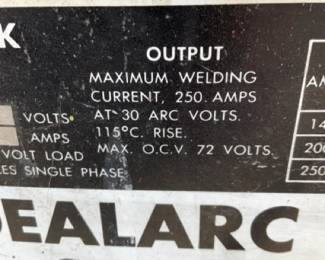 K
OUTPUT
MAXIMUM WELDING
CURRENT, 250 AMPS
AT 30 ARC VOLTS.
115°C. RISE.
MAX. O.C.V. 72 VOLTS.
VOLTS
AMPS
VOLT LOAD
LES SINGLE PHASE
AM
14
200
250
DEALARC